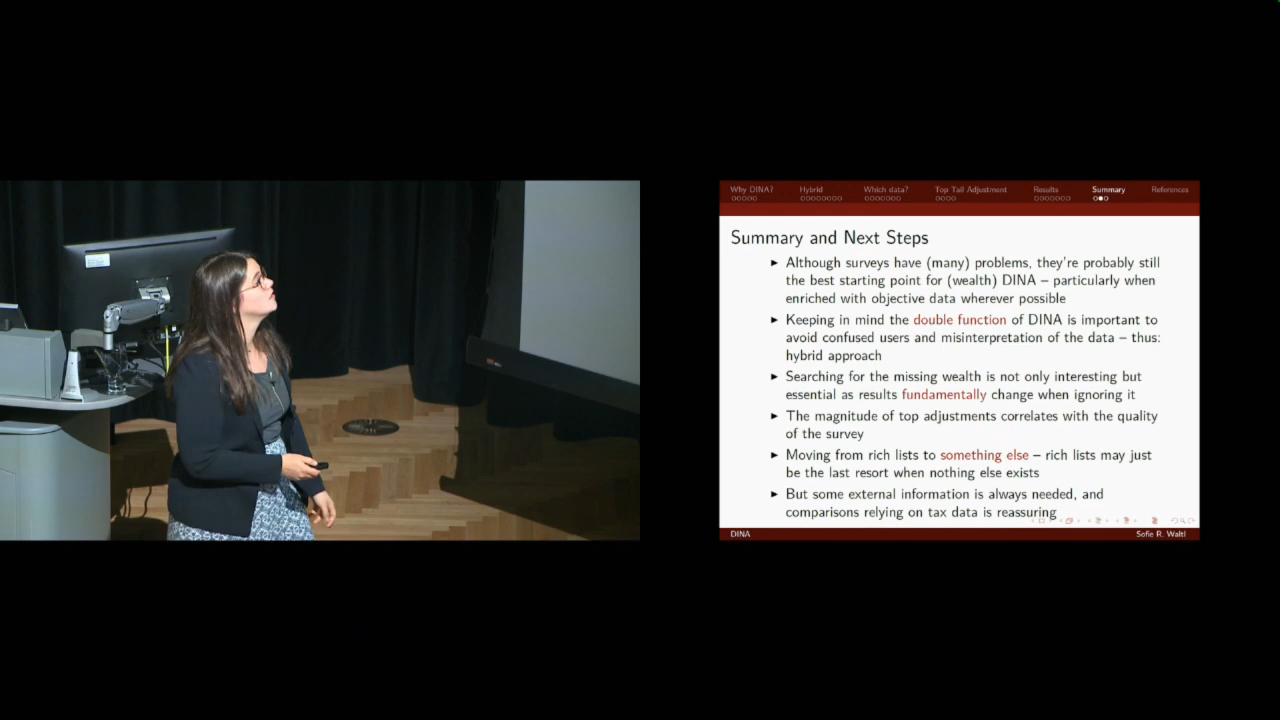 Why DINA?
Hybrid
Which data?
Top Tail Adjustment
Results
Summary
References
Summary and Next Steps
► Although surveys have (many) problems, they're probably still
the best starting point for (wealth) DINA – particularly when
enriched with objective data wherever possible
► Keeping in mind the double function of DINA is important to
avoid confused users and misinterpretation of the data – thus:
hybrid approach
► Searching for the missing wealth is not only interesting but
essential as results fundamentally change when ignoring it
► The magnitude of top adjustments correlates with the quality
of the survey
► Moving from rich lists to something else – rich lists may just
be the last resort when nothing else exists
► But some external information is always needed, and
comparisons relying on tax data is reassuring
DINA
Sofie R. Waltl